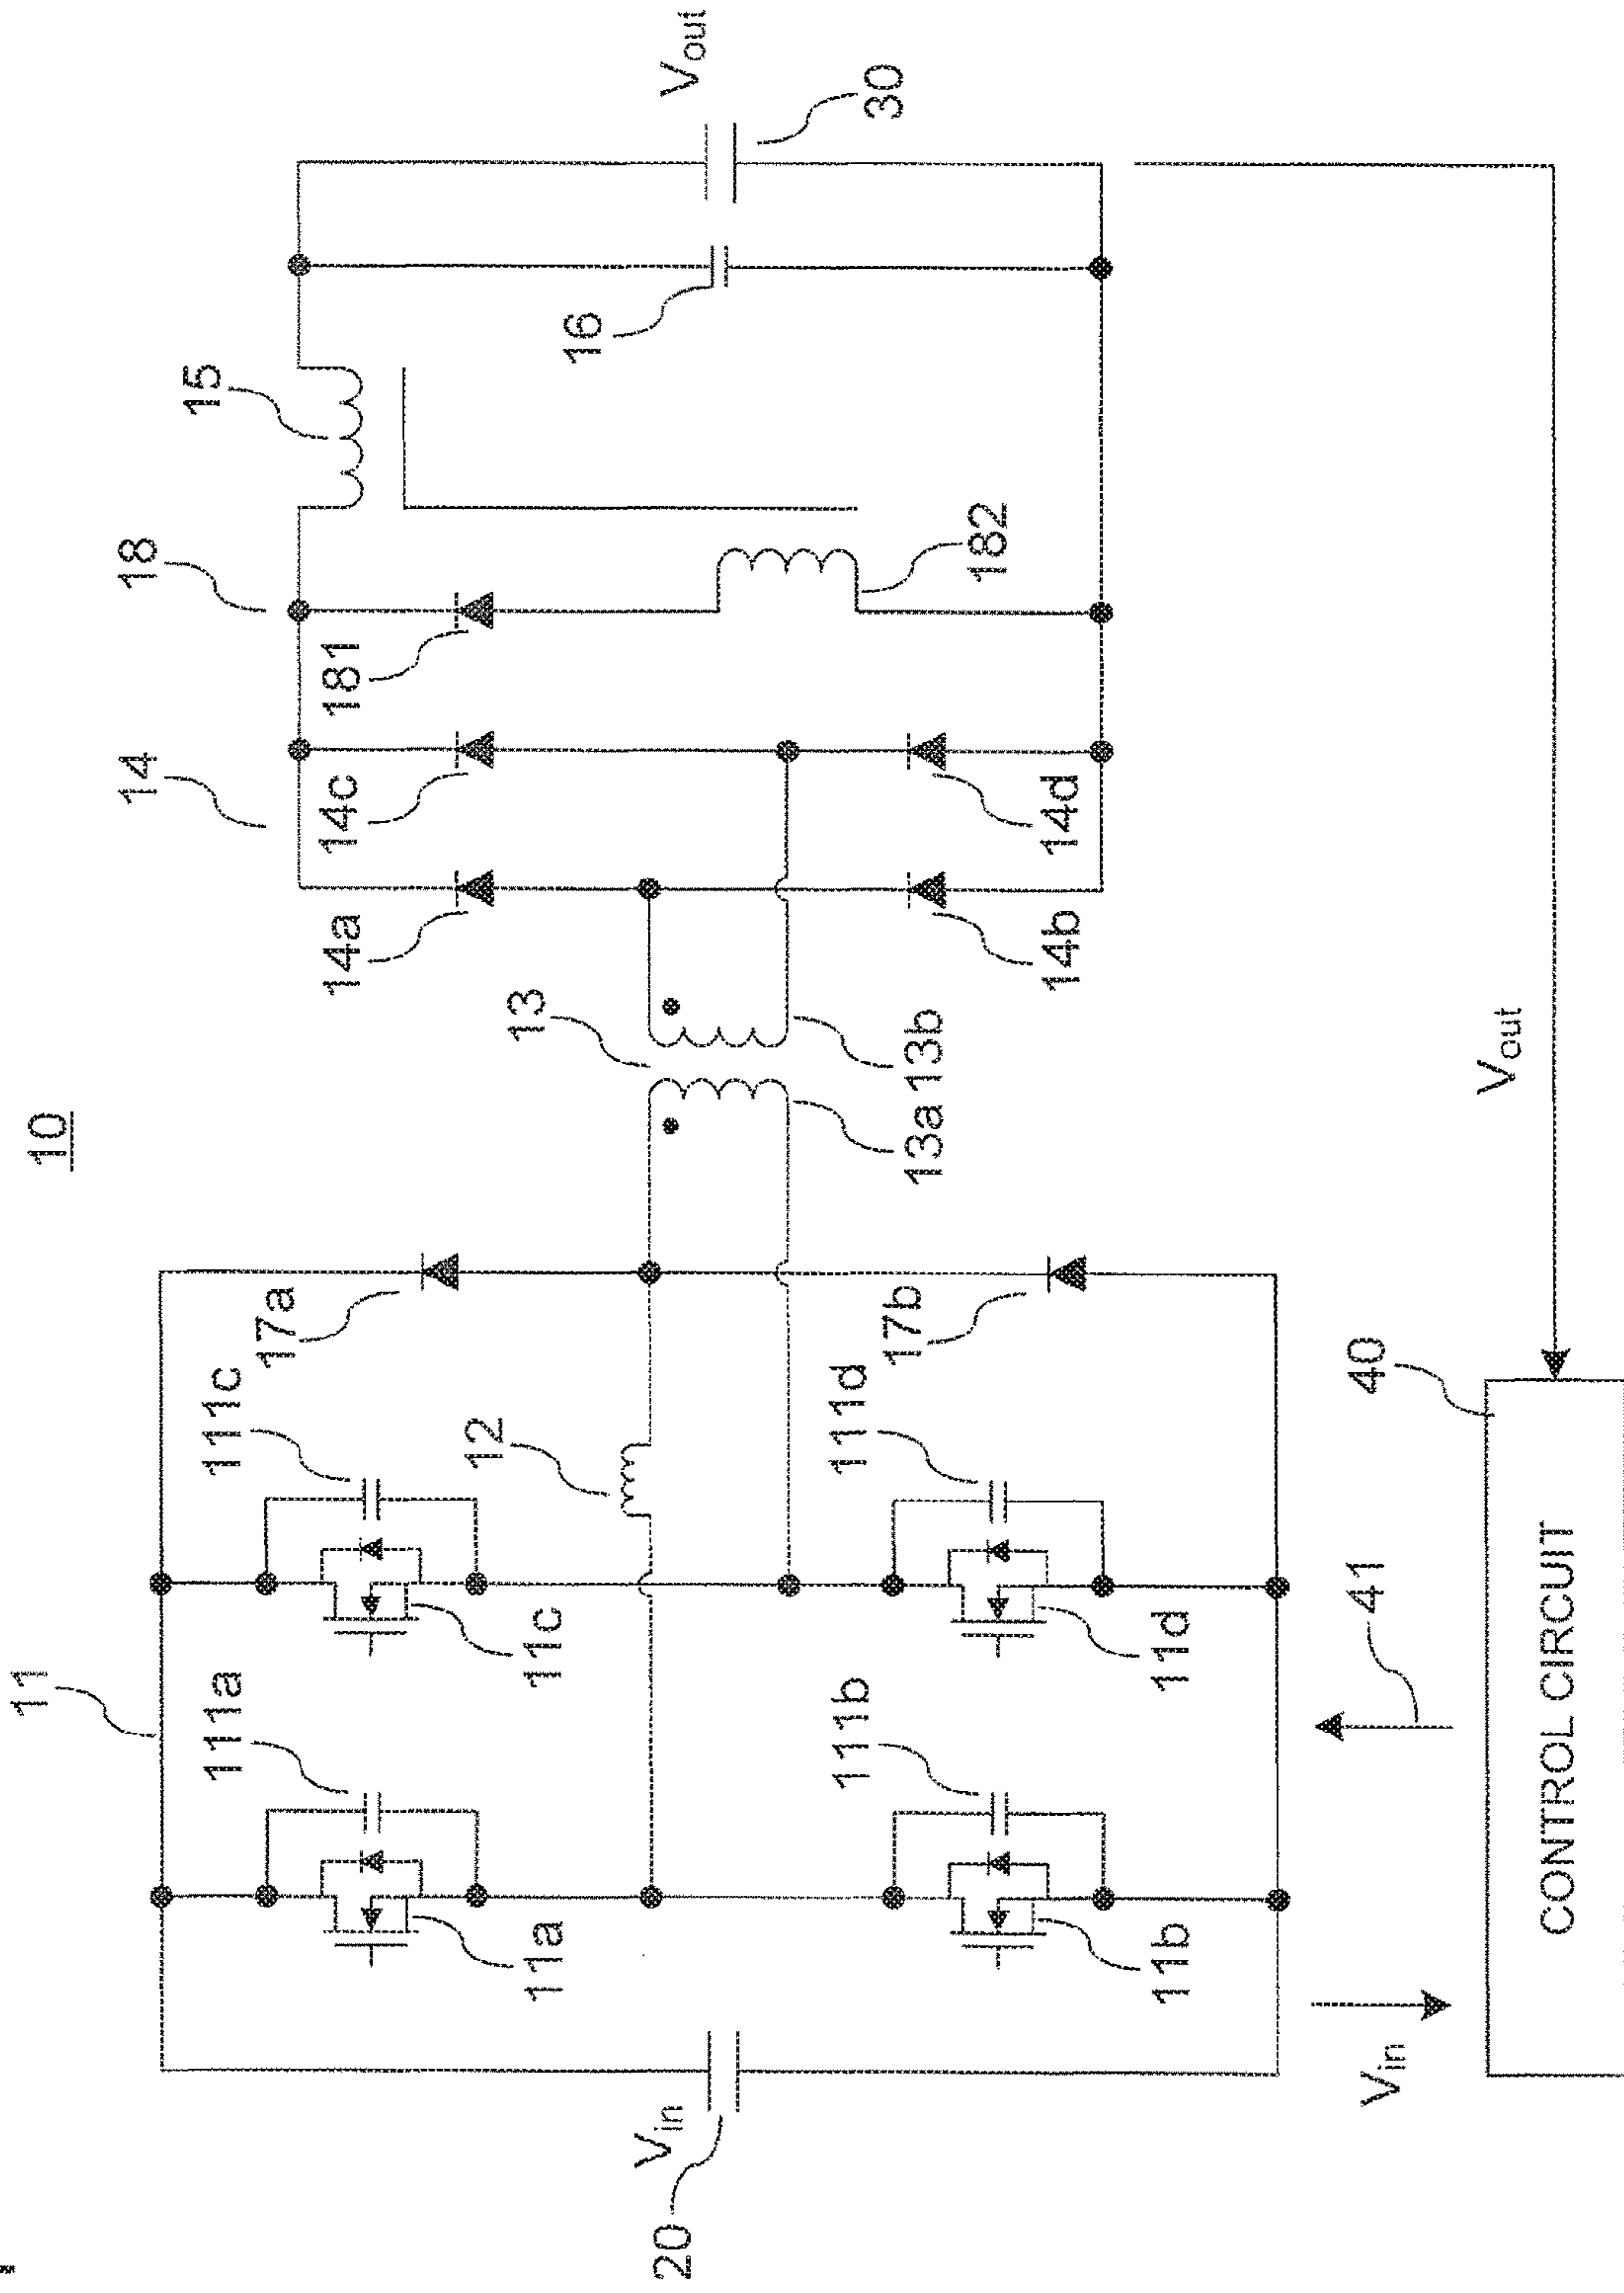 10
11
111a
111c
17a
11a
11c
12
13
14
18
15
14a
14c
181
16
Vout
30
Vin
20
111b
111d
17b
11b
11d
13a
13b
14b
14d
182
Vin
41
40
Vout
CONTROL CIRCUIT